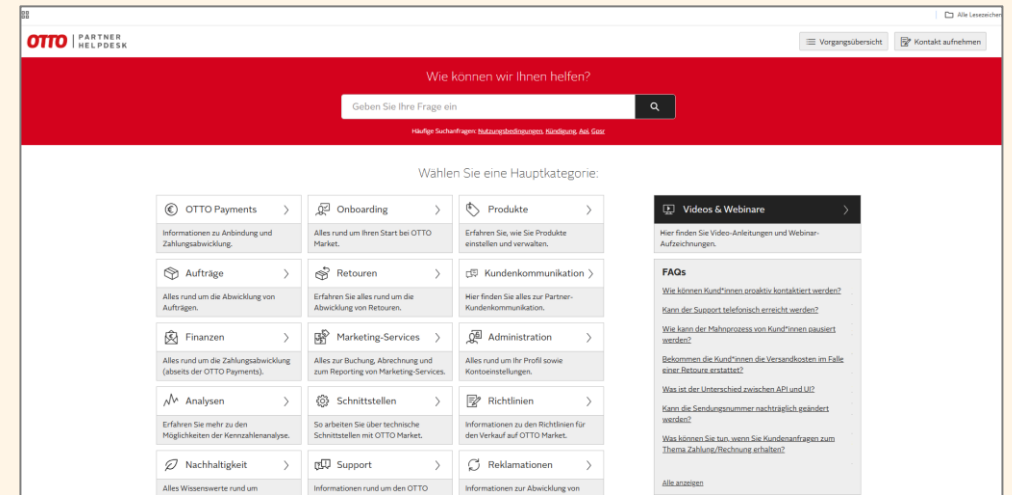 Alle Lesezeichen
OTTO PARTNER
HELPDESK
Vorgangsübersicht
Kontakt aufnehmen
Wie können wir Ihnen helfen?
Geben Sie Ihre Frage ein
Häufige Suchanfragen: Nutzungsbedingungen, Kündigung, Api, Gpsr
Wählen Sie eine Hauptkategorie:
OTTO Payments
Informationen zu Anbindung und
Zahlungsabwicklung.
Onboarding
Alles rund um Ihren Start bei OTTO
Market.
Produkte
Erfahren Sie, wie Sie Produkte
einstellen und verwalten.
Aufträge
Alles rund um die Abwicklung von
Aufträgen.
Retouren
Erfahren Sie alles rund um die
Abwicklung von Retouren.
Kundenkommunikation
Hier finden Sie alles zur Partner-
Kundenkommunikation.
Finanzen
Alles rund um die Zahlungsabwicklung
(abseits der OTTO Payments).
Marketing-Services
Alles zur Buchung, Abrechnung und
zum Reporting von Marketing-Services.
Administration
Alles rund um Ihr Profil sowie
Kontoeinstellungen.
Analysen
Erfahren Sie mehr zu den
Möglichkeiten der Kennzahlenanalyse.
Schnittstellen
So arbeiten Sie über technische
Schnittstellen mit OTTO Market.
Richtlinien
Informationen zu den Richtlinien für
den Verkauf auf OTTO Market.
Nachhaltigkeit
Alles Wissenswerte rund um
Support
Informationen rund um den OTTO
Reklamationen
Informationen zur Abwicklung von
Videos & Webinare
Hier finden Sie Video-Anleitungen und Webinar-
Aufzeichnungen.
FAQs
Wie können Kund*innen proaktiv kontaktiert werden?
Kann der Support telefonisch erreicht werden?
Wie kann der Mahnprozess von Kund*innen pausiert
werden?
Bekommen die Kund*innen die Versandkosten im Falle
einer Retoure erstattet?
Was ist der Unterschied zwischen API und UI?
Kann die Sendungsnummer nachträglich geändert
werden?
Was können Sie tun, wenn Sie Kundenanfragen zum
Thema Zahlung/Rechnung erhalten?
Alle anzeigen